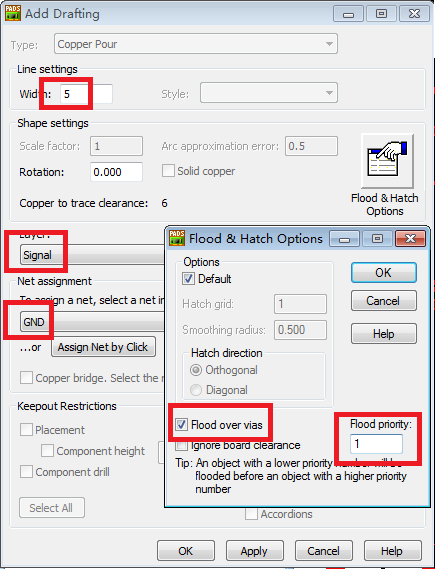 PADS Add Drafting
Type: Copper Pour
Line settings
Width: 5 Style:
Shape settings
Scale factor: 1 Arc approximation error: 0.5
Rotation: 0.000 Solid copper
Copper to trace clearance: 6
Flood & Hatch
Options
Layer:
Signal
Net assignment
To assign a net, select a net
GND
...or Assign Net by Click
Copper bridge. Select the
Keepout Restrictions
Placement
Component height
Component drill
Select All
Accordions
OK Apply Cancel Help
PADS Flood & Hatch Options
Options
Default
Hatch grid: 1
Smoothing radius: 0.500
Hatch direction
Orthogonal
Diagonal
OK
Cancel
Help
Flood over vias
Flood priority:
1
Ignore board clearance
Tip: An object with a lower priority number will be
flooded before an object with a higher priority
number